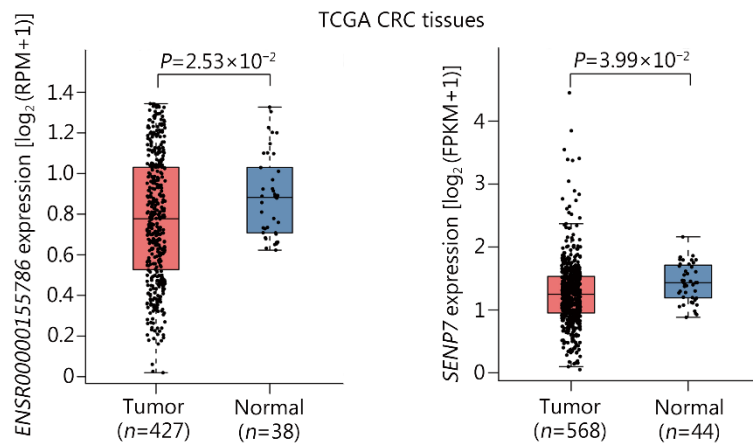 TCGA CRC tissues
ENSR00000155786 expression [log₂ (RPM+1)]
P=2.53×10⁻²
1.4
1.2
1.0
0.8
0.6
0.4
0.2
0
Tumor
(n=427)
Normal
(n=38)
SENP7 expression [log₂ (FPKM+1)]
P=3.99×10⁻²
4
3
2
1
0
Tumor
(n=568)
Normal
(n=44)